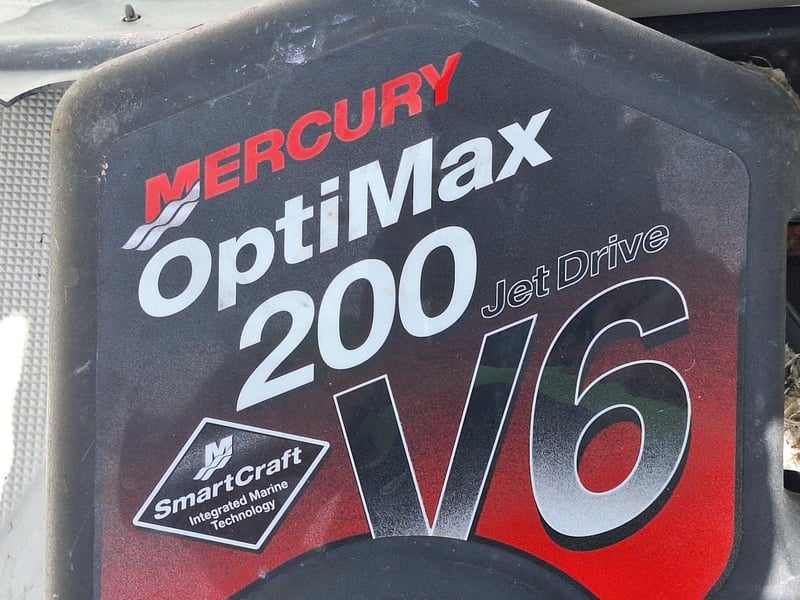 MERCURY
OptiMax
200 Jet Drive
V6
M
SmartCraft
Integrated Marine
Technology